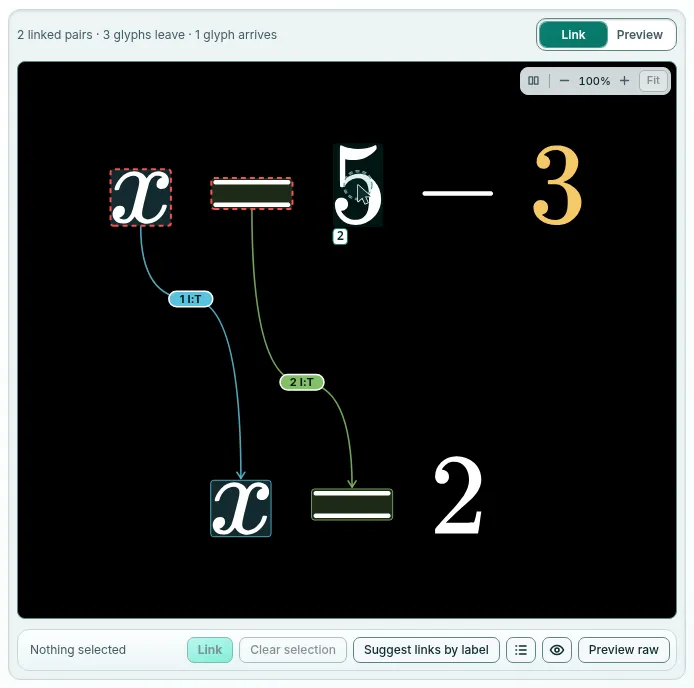 2 linked pairs · 3 glyphs leave · 1 glyph arrives
Link
Preview
100%
Fit
x = 5 — 3
2
1 I:T
2 I:T
x = 2
Nothing selected
Link
Clear selection
Suggest links by label
Preview raw